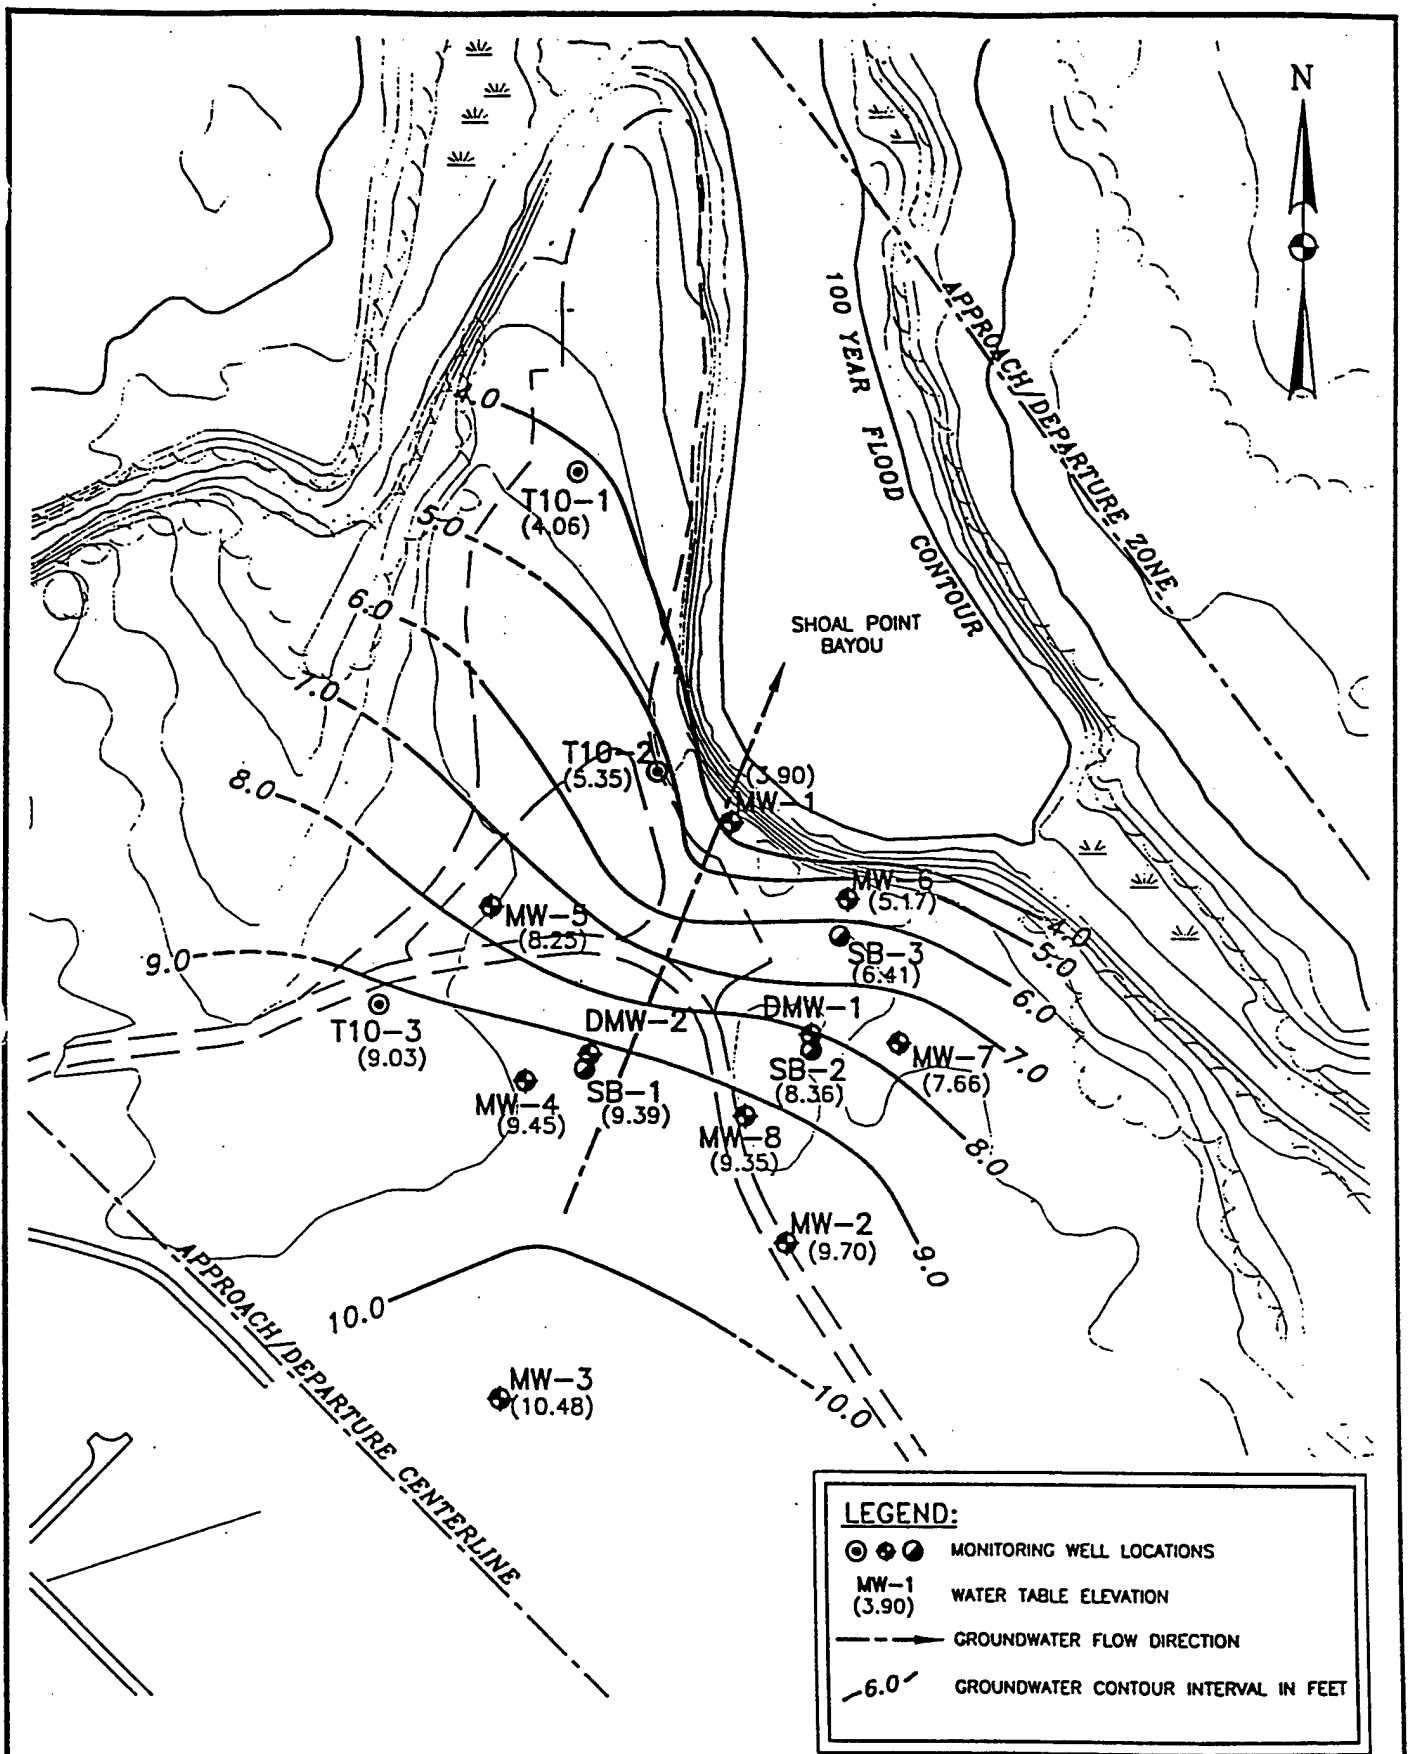 N
4.0
T10-1
(4.06)
5.0
6.0
7.0
8.0
9.0
100 YEAR FLOOD CONTOUR
APPROACH/DEPARTURE ZONE
SHOAL POINT
BAYOU
T10-2
(5.35)
(3.90)
MW-1
MW-6
(5.17)
MW-5
(8.25)
SB-3
(6.41)
4.0
5.0
6.0
7.0
8.0
9.0
T10-3
(9.03)
DMW-2
DMW-1
SB-2
(8.36)
MW-7
(7.66)
SB-1
(9.39)
MW-4
(9.45)
MW-8
(9.35)
MW-2
(9.70)
10.0
10.0
MW-3
(10.48)
APPROACH/DEPARTURE CENTERLINE
LEGEND:
MONITORING WELL LOCATIONS
MW-1
(3.90)
WATER TABLE ELEVATION
GROUNDWATER FLOW DIRECTION
6.0
GROUNDWATER CONTOUR INTERVAL IN FEET